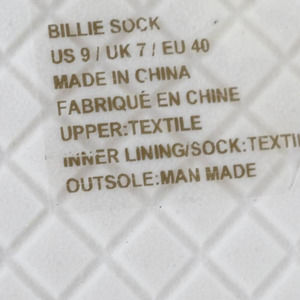 BILLIE SOCK
US 9 / UK 7 / EU 40
MADE IN CHINA
FABRIQUÉ EN CHINE
UPPER:TEXTILE
INNER LINING/SOCK:TEXTI
OUTSOLE:MAN MADE